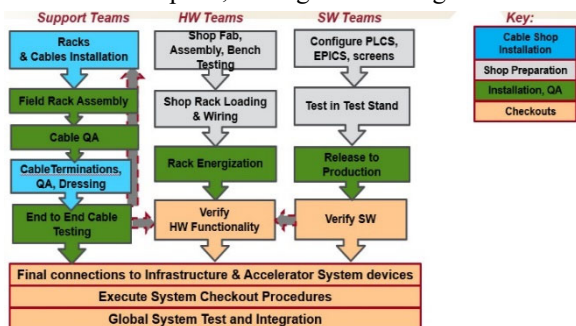 Support Teams
HW Teams
SW Teams
Key:
Racks
& Cables Installation
Field Rack Assembly
Cable QA
CableTerminations,
QA, Dressing
End to End Cable
Testing
Shop Fab,
Assembly, Bench
Testing
Shop Rack Loading
& Wiring
Rack Energization
Verify
HW Functionality
Configure PLCS,
EPICS, screens
Test in Test Stand
Release to
Production
Verify SW
Cable Shop
Installation
Shop Preparation
Installation, QA
Checkouts
Final connections to Infrastructure & Accelerator System devices
Execute System Checkout Procedures
Global System Test and Integration